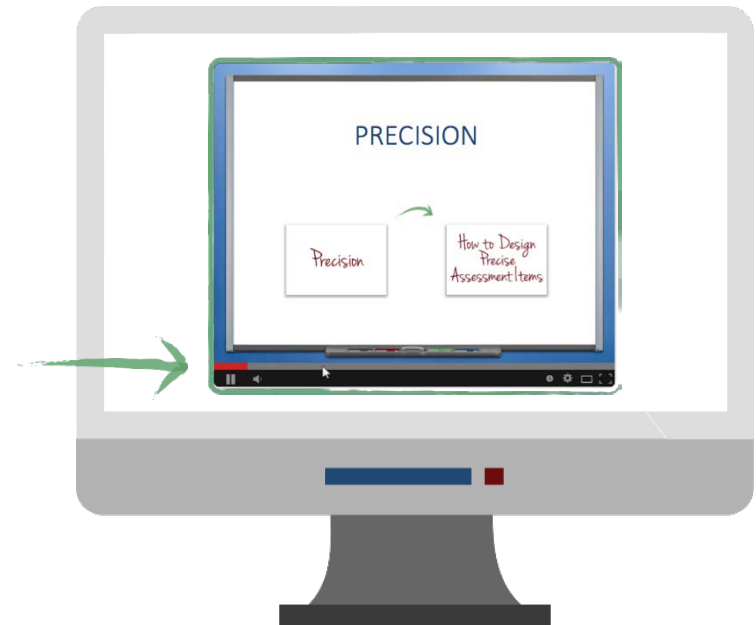 PRECISION
Precision
How to Design
Precise
Assessment Items